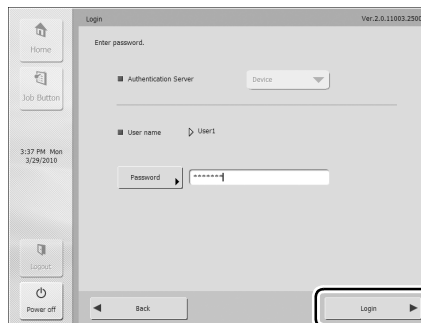 Login
Ver.2.0.11003.2500
Home
Enter password.
Authentication Server
Device
Job Button
User name
User1
3:37 PM Mon
3/29/2010
Password
*******
Logout
Power off
Back
Login